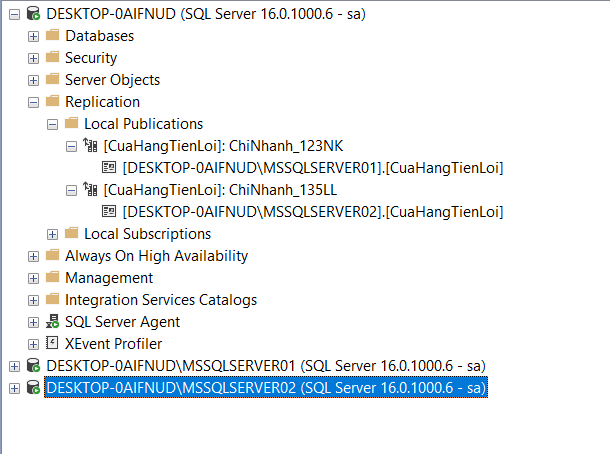 DESKTOP-0AIFNUD (SQL Server 16.0.1000.6 - sa)
Databases
Security
Server Objects
Replication
Local Publications
[CuaHangTienLoi]: ChiNhanh_123NK
[DESKTOP-0AIFNUD\MSSQLSERVER01].[CuaHangTienLoi]
[CuaHangTienLoi]: ChiNhanh_135LL
[DESKTOP-0AIFNUD\MSSQLSERVER02].[CuaHangTienLoi]
Local Subscriptions
Always On High Availability
Management
Integration Services Catalogs
SQL Server Agent
XEvent Profiler
DESKTOP-0AIFNUD\MSSQLSERVER01 (SQL Server 16.0.1000.6 - sa)
DESKTOP-0AIFNUD\MSSQLSERVER02 (SQL Server 16.0.1000.6 - sa)